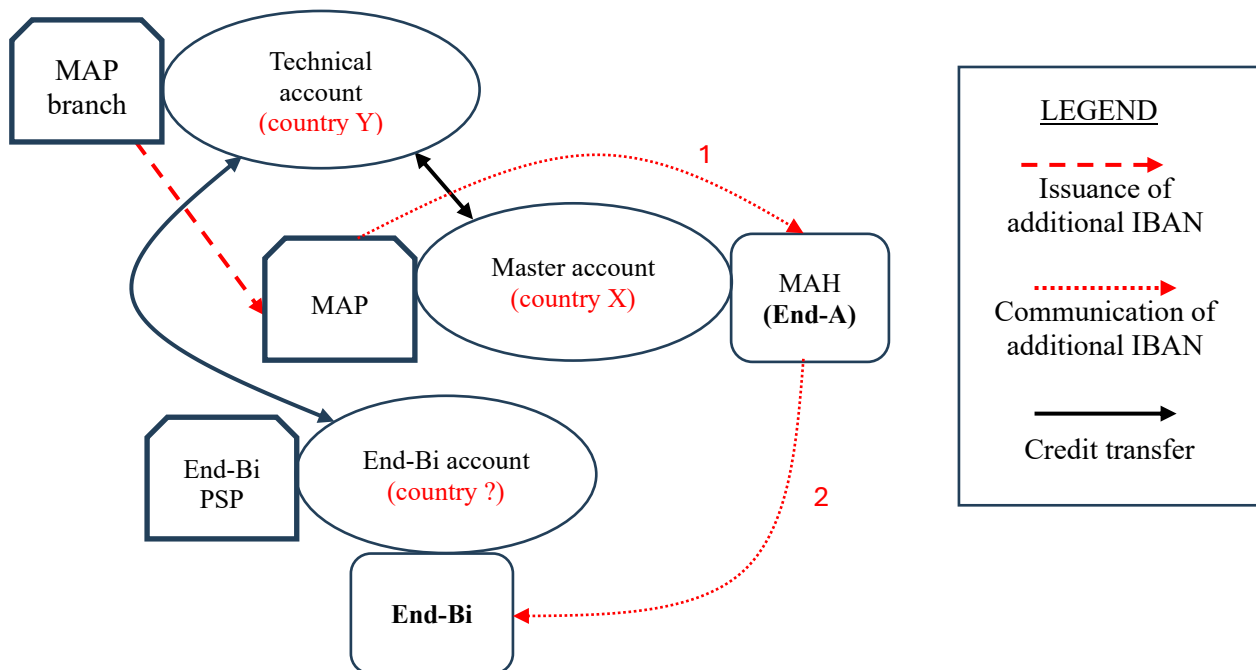 MAP
branch
Technical
account
(country Y)
1
MAP
Master account
(country X)
MAH
(End-A)
End-Bi
PSP
End-Bi account
(country ?)
2
End-Bi
LEGEND
Issuance of
additional IBAN
Communication of
additional IBAN
Credit transfer